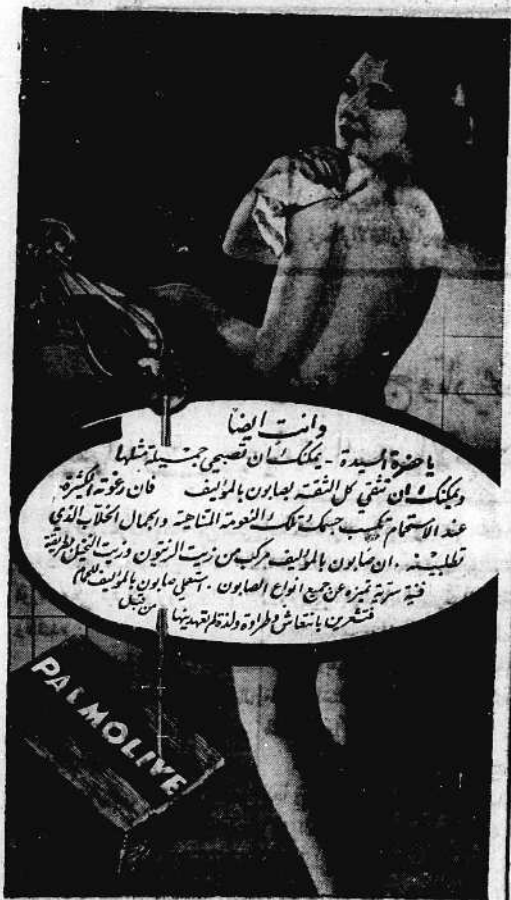 وانت ايضاً
يا حضرة السيدة - يمكنك ان تصبحي جميلة مثلها
ويمكنك ان تثقي كل الثقة بصابون بالموليف فان رغوته الكثيرة
عند الاستحمام تكسب جسمك تلك النعومة المتناهية والجمال الخلاب الذي
تطلبينه . ان صابون بالموليف مركب من زيت الزيتون وزيت النخيل بطريقة
فنية سرية تميزه عن جميع انواع الصابون . استعملي صابون بالموليف للحمام
فتشعرين بانتعاش وطراوة ولذة لم تعهديها من قبل
PALMOLIVE